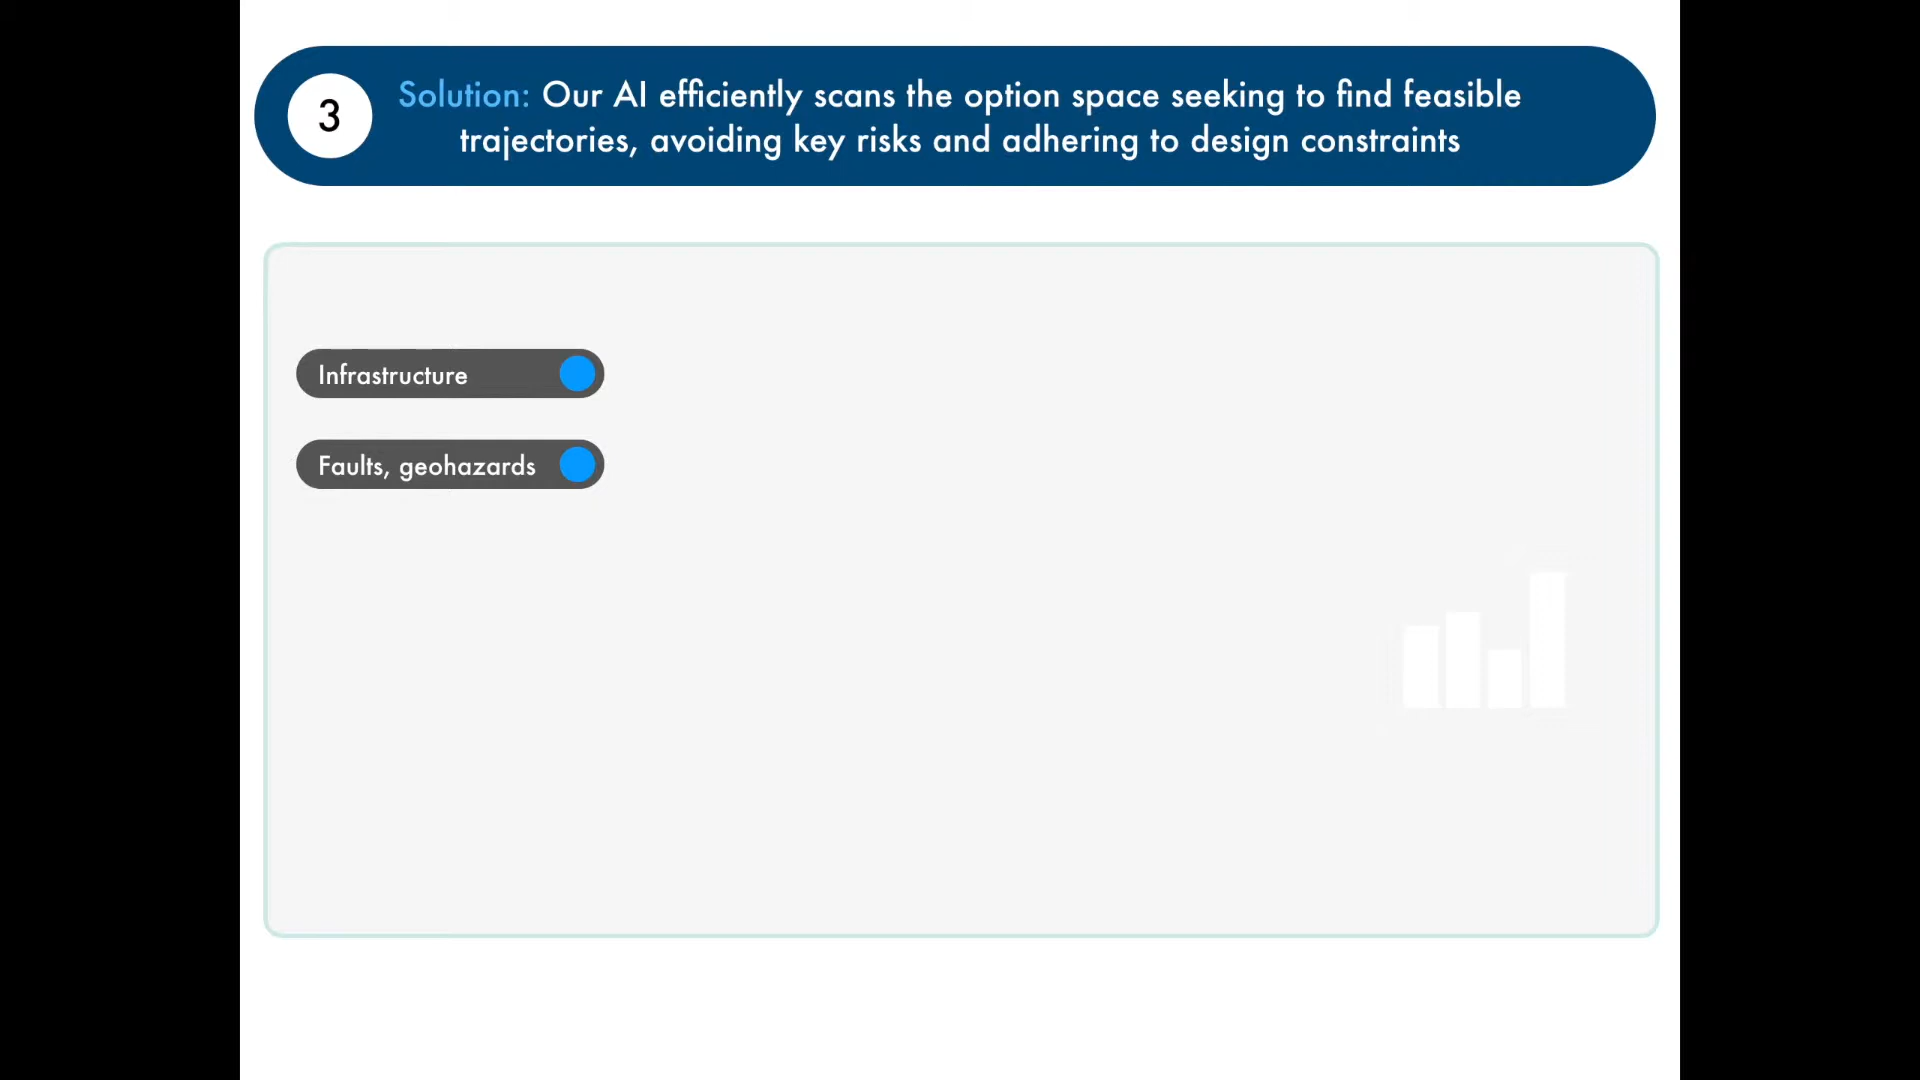 3
Solution: Our AI efficiently scans the option space seeking to find feasible
trajectories, avoiding key risks and adhering to design constraints
Infrastructure
Faults, geohazards